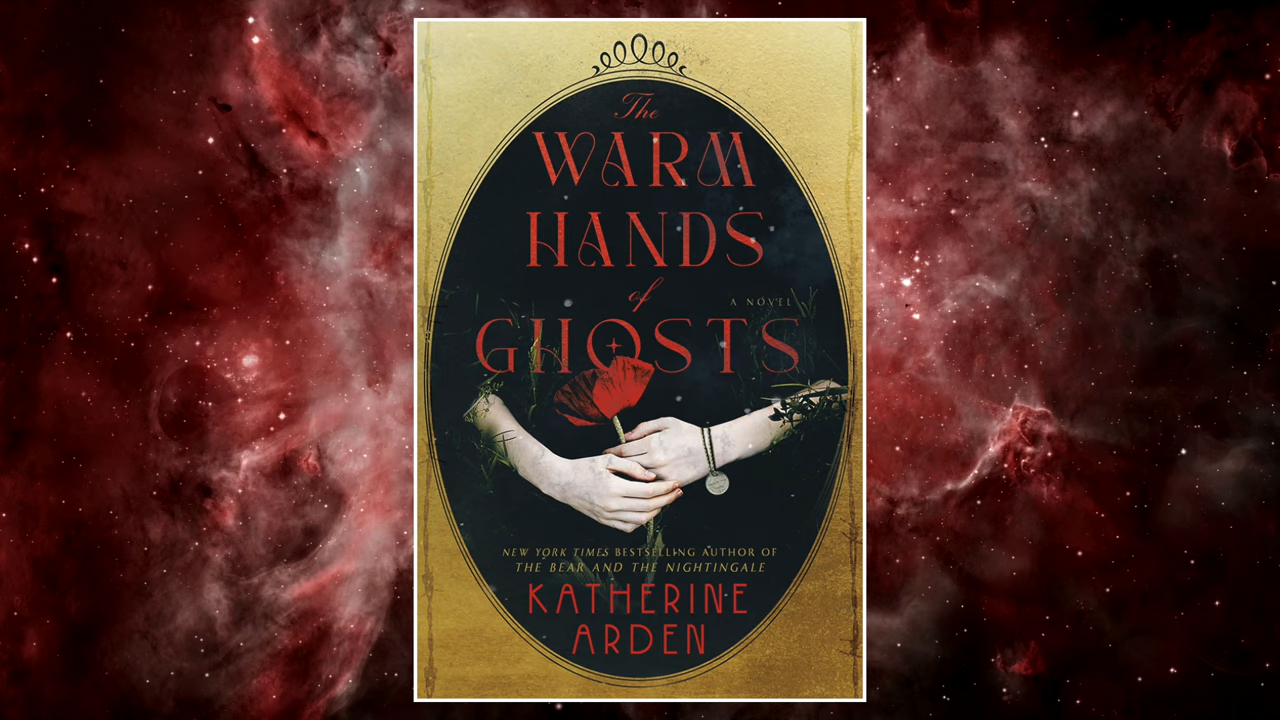 The
WARM
HANDS
of
A NOVEL
GHOSTS
NEW YORK TIMES BESTSELLING AUTHOR OF
THE BEAR AND THE NIGHTINGALE
KATHERINE
ARDEN